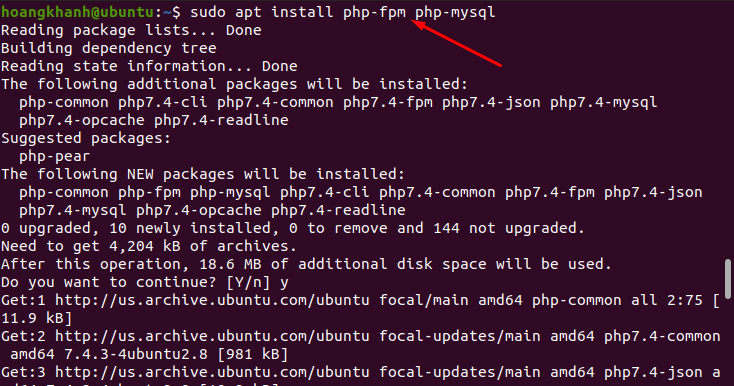 hoangkhanh@ubuntu:~$ sudo apt install php-fpm php-mysql
Reading package lists... Done
Building dependency tree
Reading state information... Done
The following additional packages will be installed:
  php-common php7.4-cli php7.4-common php7.4-fpm php7.4-json php7.4-mysql
  php7.4-opcache php7.4-readline
Suggested packages:
  php-pear
The following NEW packages will be installed:
  php-common php-fpm php-mysql php7.4-cli php7.4-common php7.4-fpm php7.4-json
  php7.4-mysql php7.4-opcache php7.4-readline
0 upgraded, 10 newly installed, 0 to remove and 144 not upgraded.
Need to get 4,204 kB of archives.
After this operation, 18.6 MB of additional disk space will be used.
Do you want to continue? [Y/n] y
Get:1 http://us.archive.ubuntu.com/ubuntu focal/main amd64 php-common all 2:75 [
11.9 kB]
Get:2 http://us.archive.ubuntu.com/ubuntu focal-updates/main amd64 php7.4-common
 amd64 7.4.3-4ubuntu2.8 [981 kB]
Get:3 http://us.archive.ubuntu.com/ubuntu focal-updates/main amd64 php7.4-json a